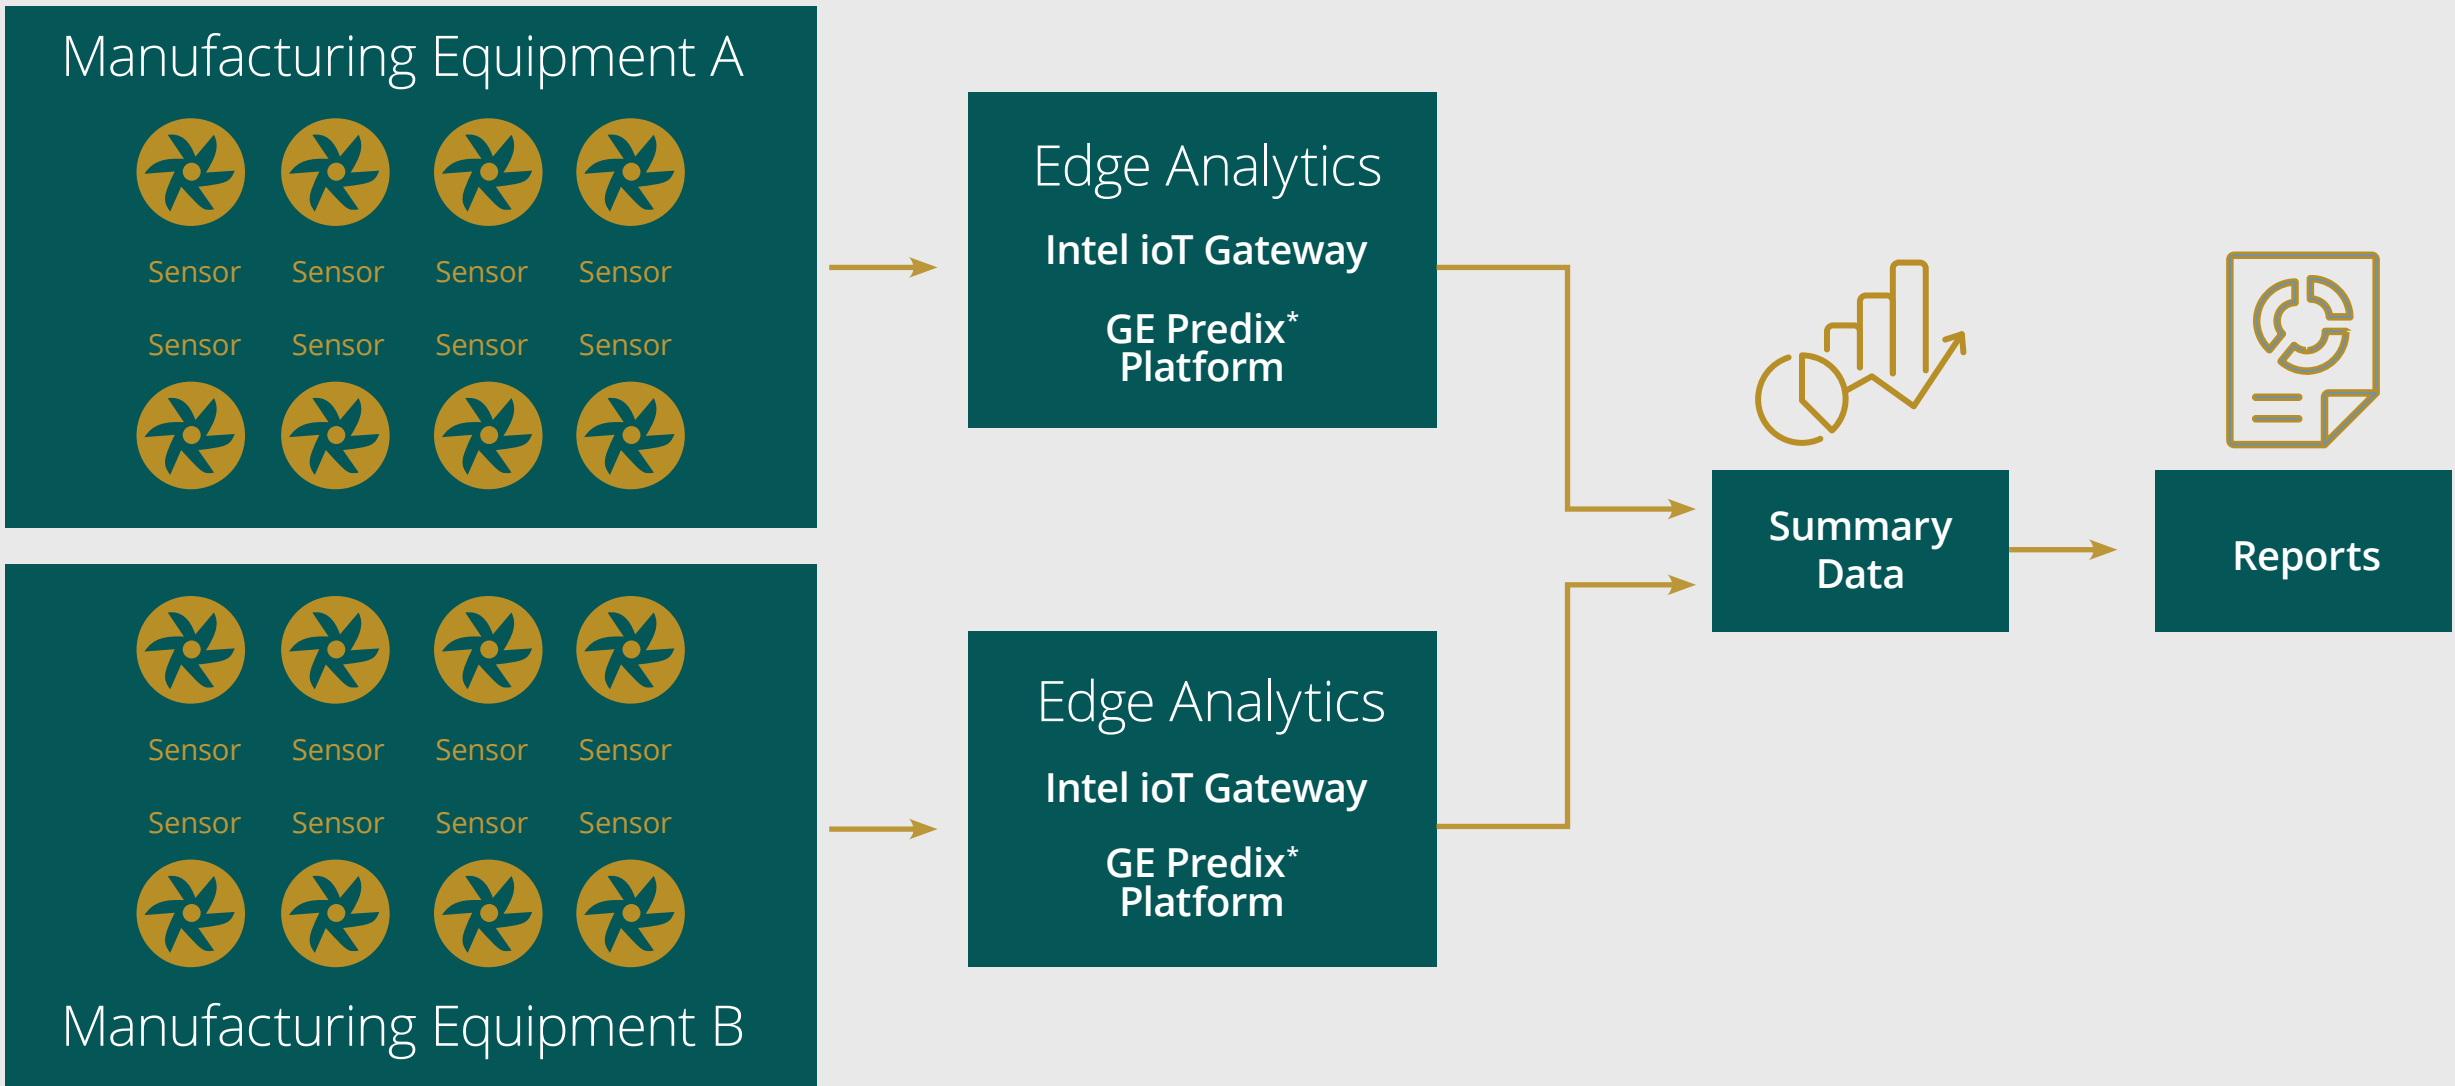 Manufacturing Equipment A
Sensor Sensor Sensor Sensor
Sensor Sensor Sensor Sensor
Edge Analytics
Intel ioT Gateway
GE Predix*
Platform
Sensor Sensor Sensor Sensor
Sensor Sensor Sensor Sensor
Manufacturing Equipment B
Edge Analytics
Intel ioT Gateway
GE Predix*
Platform
Summary
Data
Reports